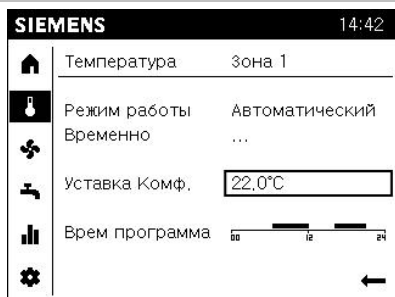 SIEMENS 14:42
Температура Зона 1
Режим работы Автоматический
Временно ...
Уставка Комф. 22,0°C
Врем программа 00 12 24